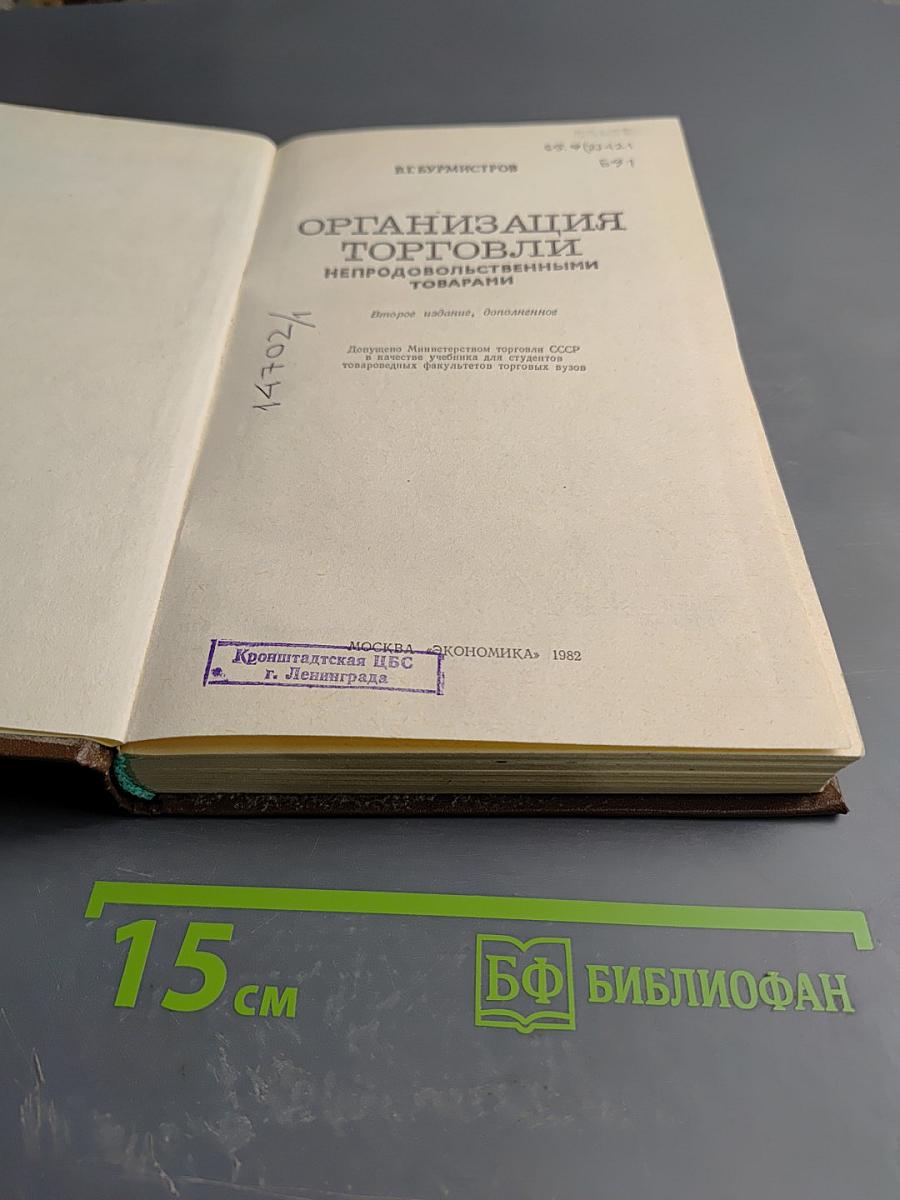 В.Г. БУРМИСТРОВ
ОРГАНИЗАЦИЯ
ТОРГОВЛИ
НЕПРОДОВОЛЬСТВЕННЫМИ
ТОВАРАМИ
Второе издание, дополненное
Допущено Министерством торговли СССР
в качестве учебника для студентов
товароведных факультетов торговых вузов
14702/1
Б91
МОСКВА «ЭКОНОМИКА» 1982
Кронштадтская ЦБС
г. Ленинграда
15 см
БФ БИБЛИОФАН